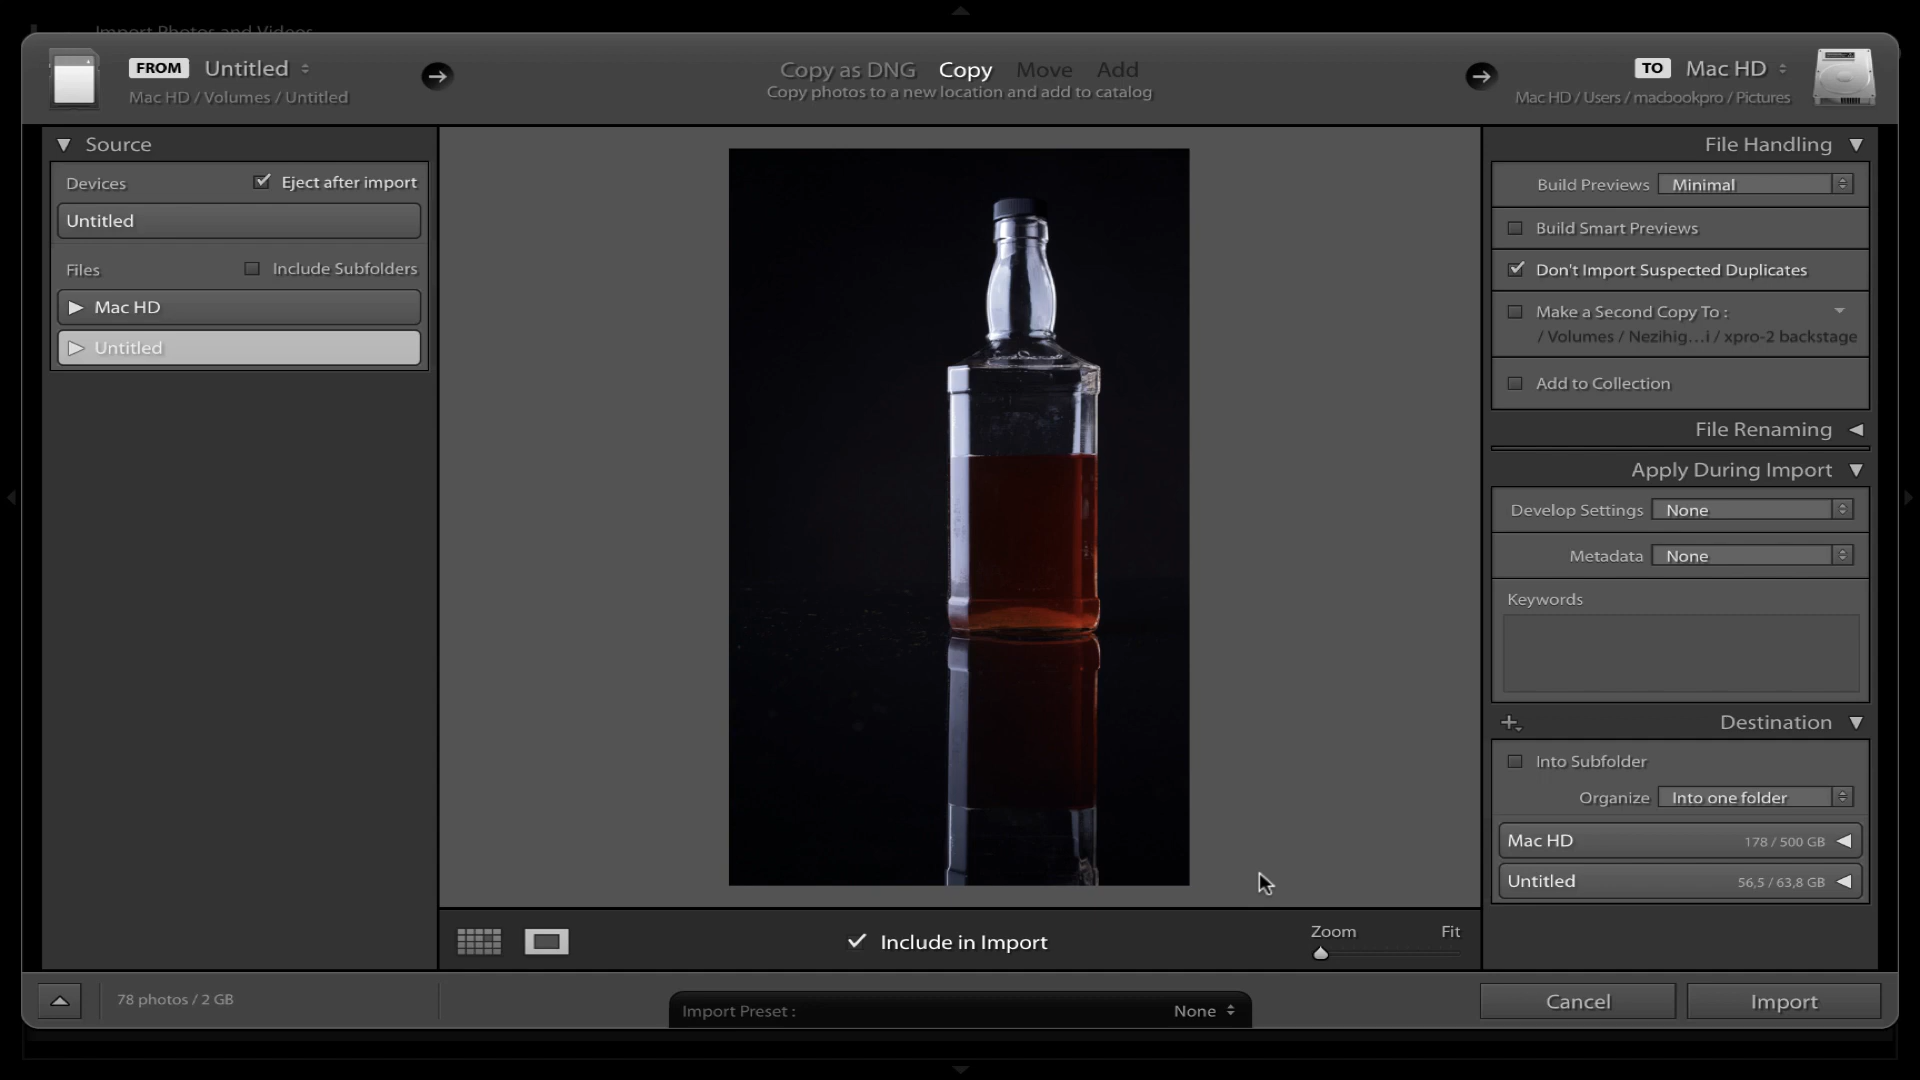 Import Photos and Videos
FROM Untitled
Mac HD / Volumes / Untitled
Copy as DNG Copy Move Add
Copy photos to a new location and add to catalog
TO Mac HD
Mac HD / Users / macbookpro / Pictures
Source
Devices Eject after import
Untitled
Files Include Subfolders
Mac HD
Untitled
File Handling
Build Previews Minimal
Build Smart Previews
Don't Import Suspected Duplicates
Make a Second Copy To :
/ Volumes / Nezihig…i / xpro-2 backstage
Add to Collection
File Renaming
Apply During Import
Develop Settings None
Metadata None
Keywords
Destination
Into Subfolder
Organize Into one folder
Mac HD 178 / 500 GB
Untitled 56,5 / 63,8 GB
Include in Import
Zoom Fit
78 photos / 2 GB
Import Preset : None
Cancel Import